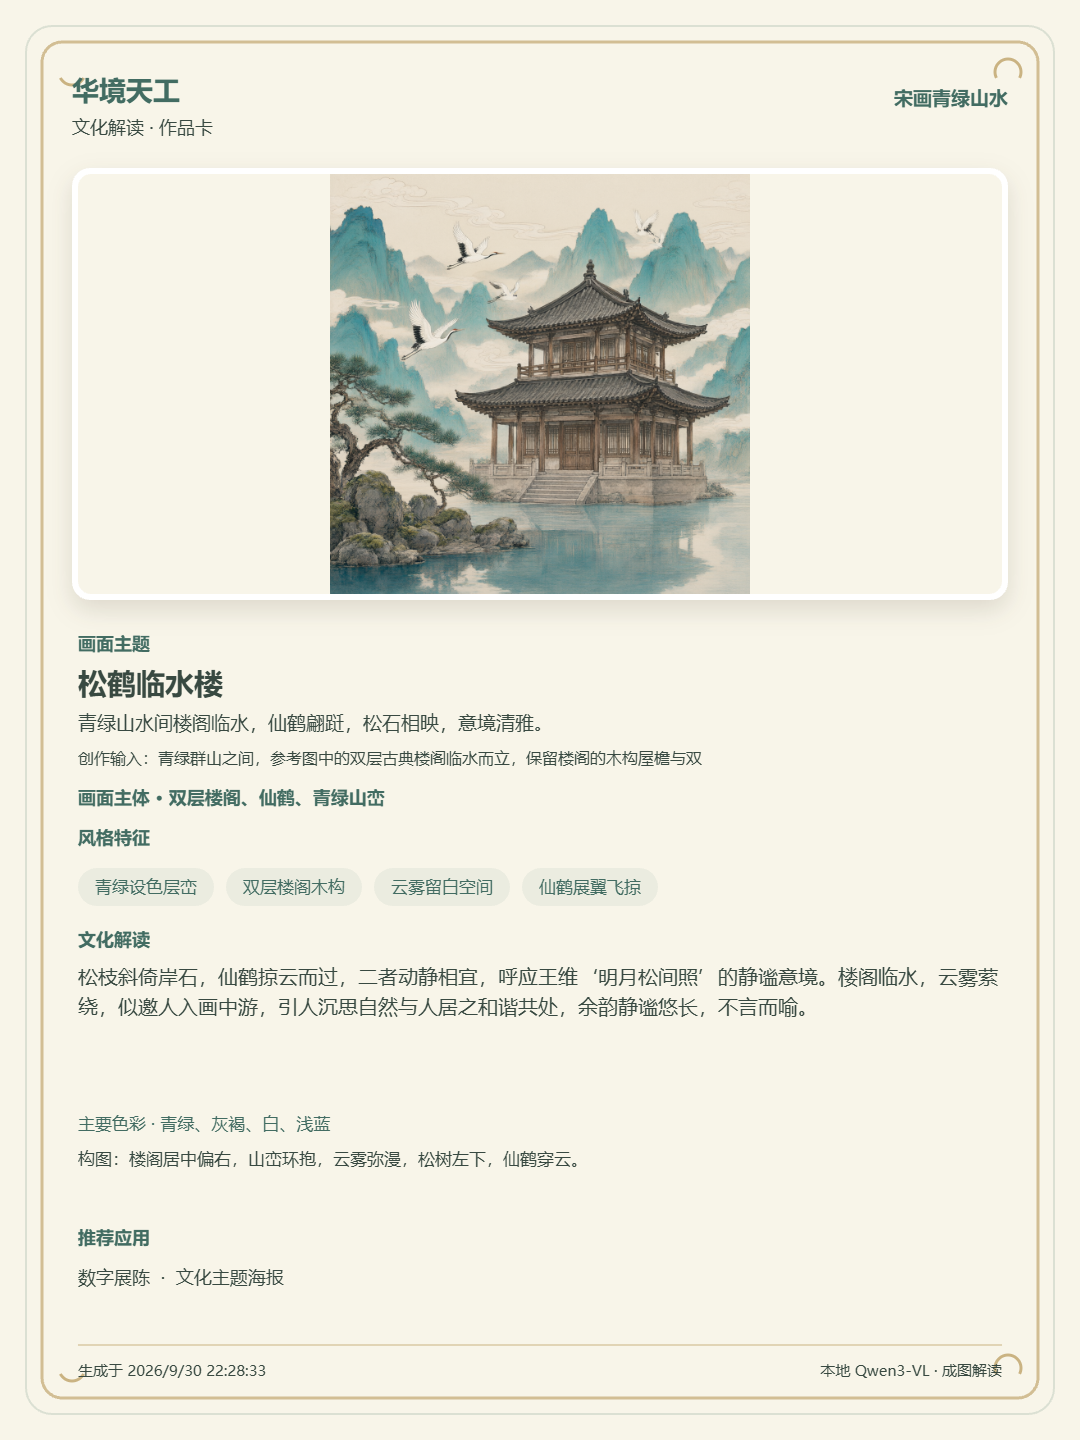 华境天工
文化解读 · 作品卡
宋画青绿山水
画面主题
松鹤临水楼
青绿山水间楼阁临水，仙鹤翩跹，松石相映，意境清雅。
创作输入：青绿群山之间，参考图中的双层古典楼阁临水而立，保留楼阁的木构屋檐与双
画面主体 · 双层楼阁、仙鹤、青绿山峦
风格特征
青绿设色层峦
双层楼阁木构
云雾留白空间
仙鹤展翼飞掠
文化解读
松枝斜倚岸石，仙鹤掠云而过，二者动静相宜，呼应王维‘明月松间照’的静谧意境。楼阁临水，云雾萦
绕，似邀人入画中游，引人沉思自然与人居之和谐共处，余韵静谧悠长，不言而喻。
主要色彩 · 青绿、灰褐、白、浅蓝
构图：楼阁居中偏右，山峦环抱，云雾弥漫，松树左下，仙鹤穿云。
推荐应用
数字展陈 · 文化主题海报
生成于 2026/9/30 22:28:33
本地 Qwen3-VL · 成图解读